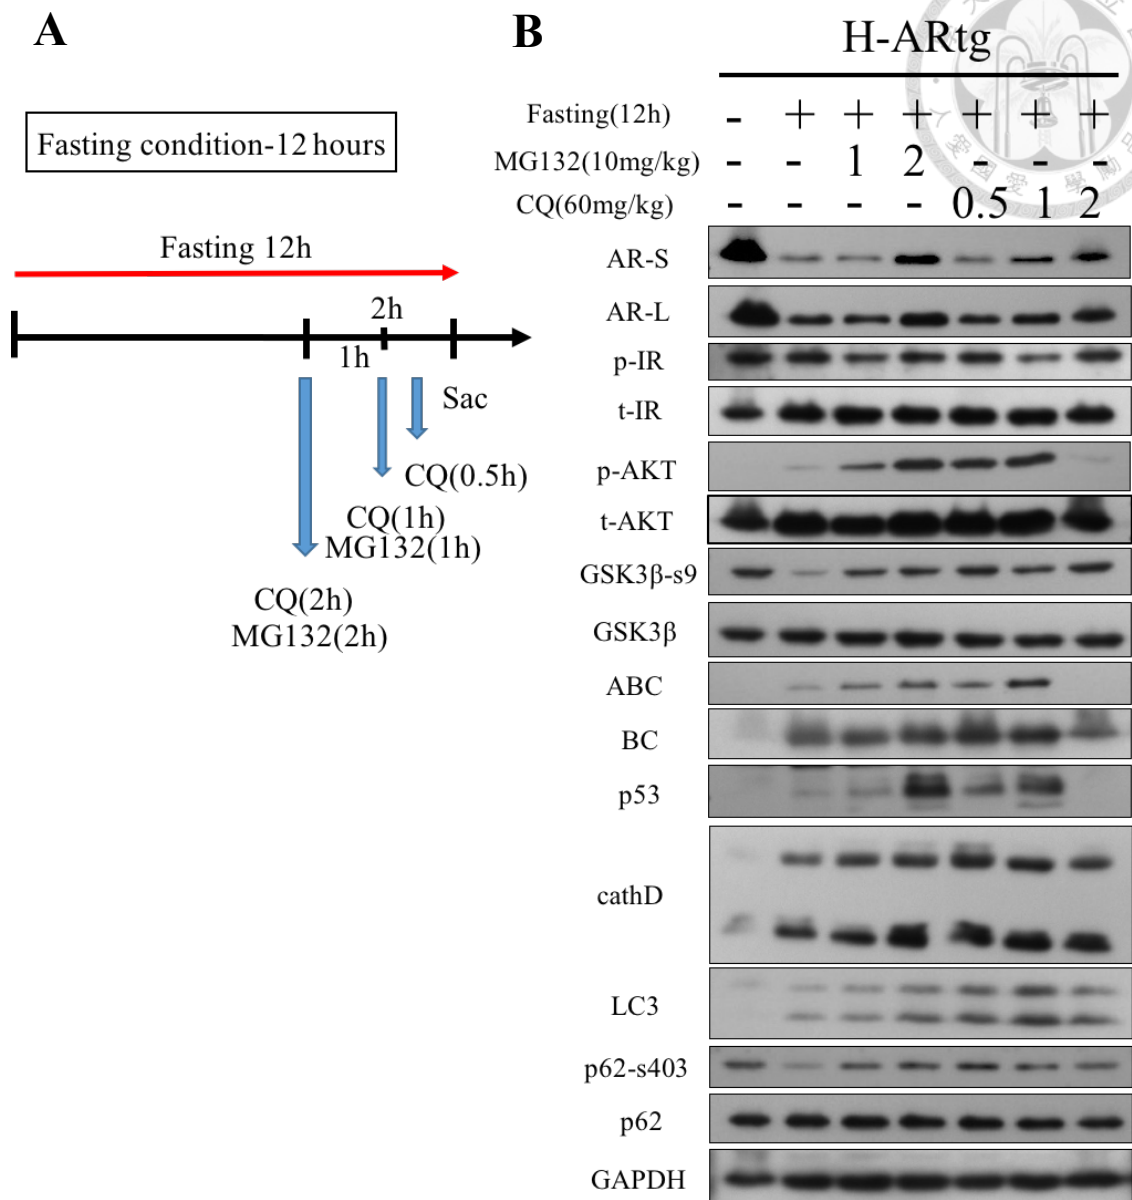 A
Fasting condition-12 hours
Fasting 12h
2h
1h
Sac
CQ(0.5h)
CQ(1h)
MG132(1h)
CQ(2h)
MG132(2h)
B
H-ARtg
Fasting(12h) - + + + + + +
MG132(10mg/kg) - - 1 2 - - -
CQ(60mg/kg) - - - - 0.5 1 2
AR-S
AR-L
p-IR
t-IR
p-AKT
t-AKT
GSK3β-s9
GSK3β
ABC
BC
p53
cathD
LC3
p62-s403
p62
GAPDH